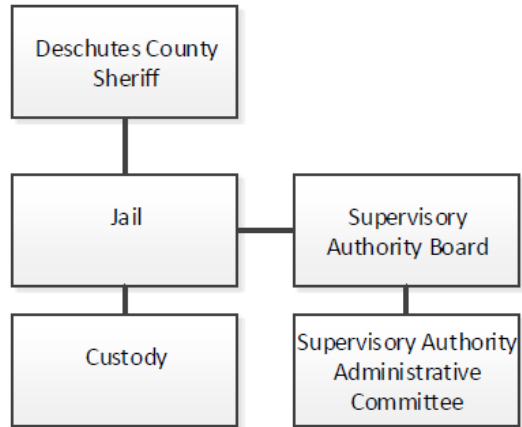 Deschutes County
Sheriff
Jail
Supervisory
Authority Board
Custody
Supervisory Authority
Administrative
Committee